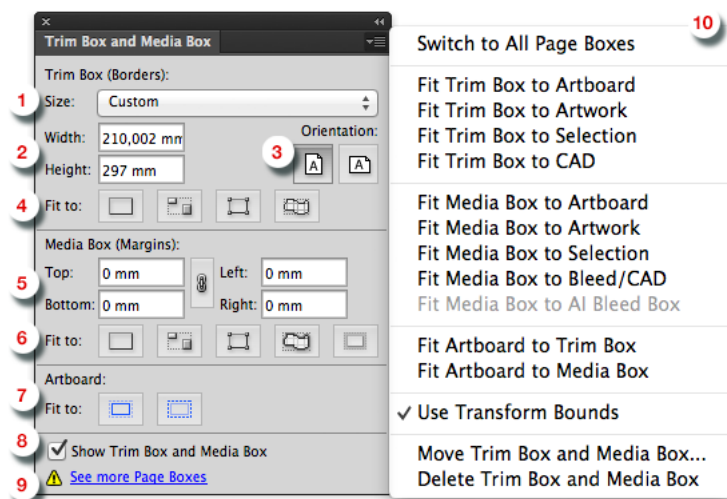 Trim Box and Media Box
Trim Box (Borders):
1
Size:
Custom
2
Width:
210,002 mm
Height:
297 mm
3
Orientation:
A
A
4
Fit to:
Media Box (Margins):
5
Top:
0 mm
Left:
0 mm
Bottom:
0 mm
Right:
0 mm
6
Fit to:
Artboard:
7
Fit to:
8
Show Trim Box and Media Box
9
See more Page Boxes
10
Switch to All Page Boxes
Fit Trim Box to Artboard
Fit Trim Box to Artwork
Fit Trim Box to Selection
Fit Trim Box to CAD
Fit Media Box to Artboard
Fit Media Box to Artwork
Fit Media Box to Selection
Fit Media Box to Bleed/CAD
Fit Media Box to AI Bleed Box
Fit Artboard to Trim Box
Fit Artboard to Media Box
Use Transform Bounds
Move Trim Box and Media Box...
Delete Trim Box and Media Box